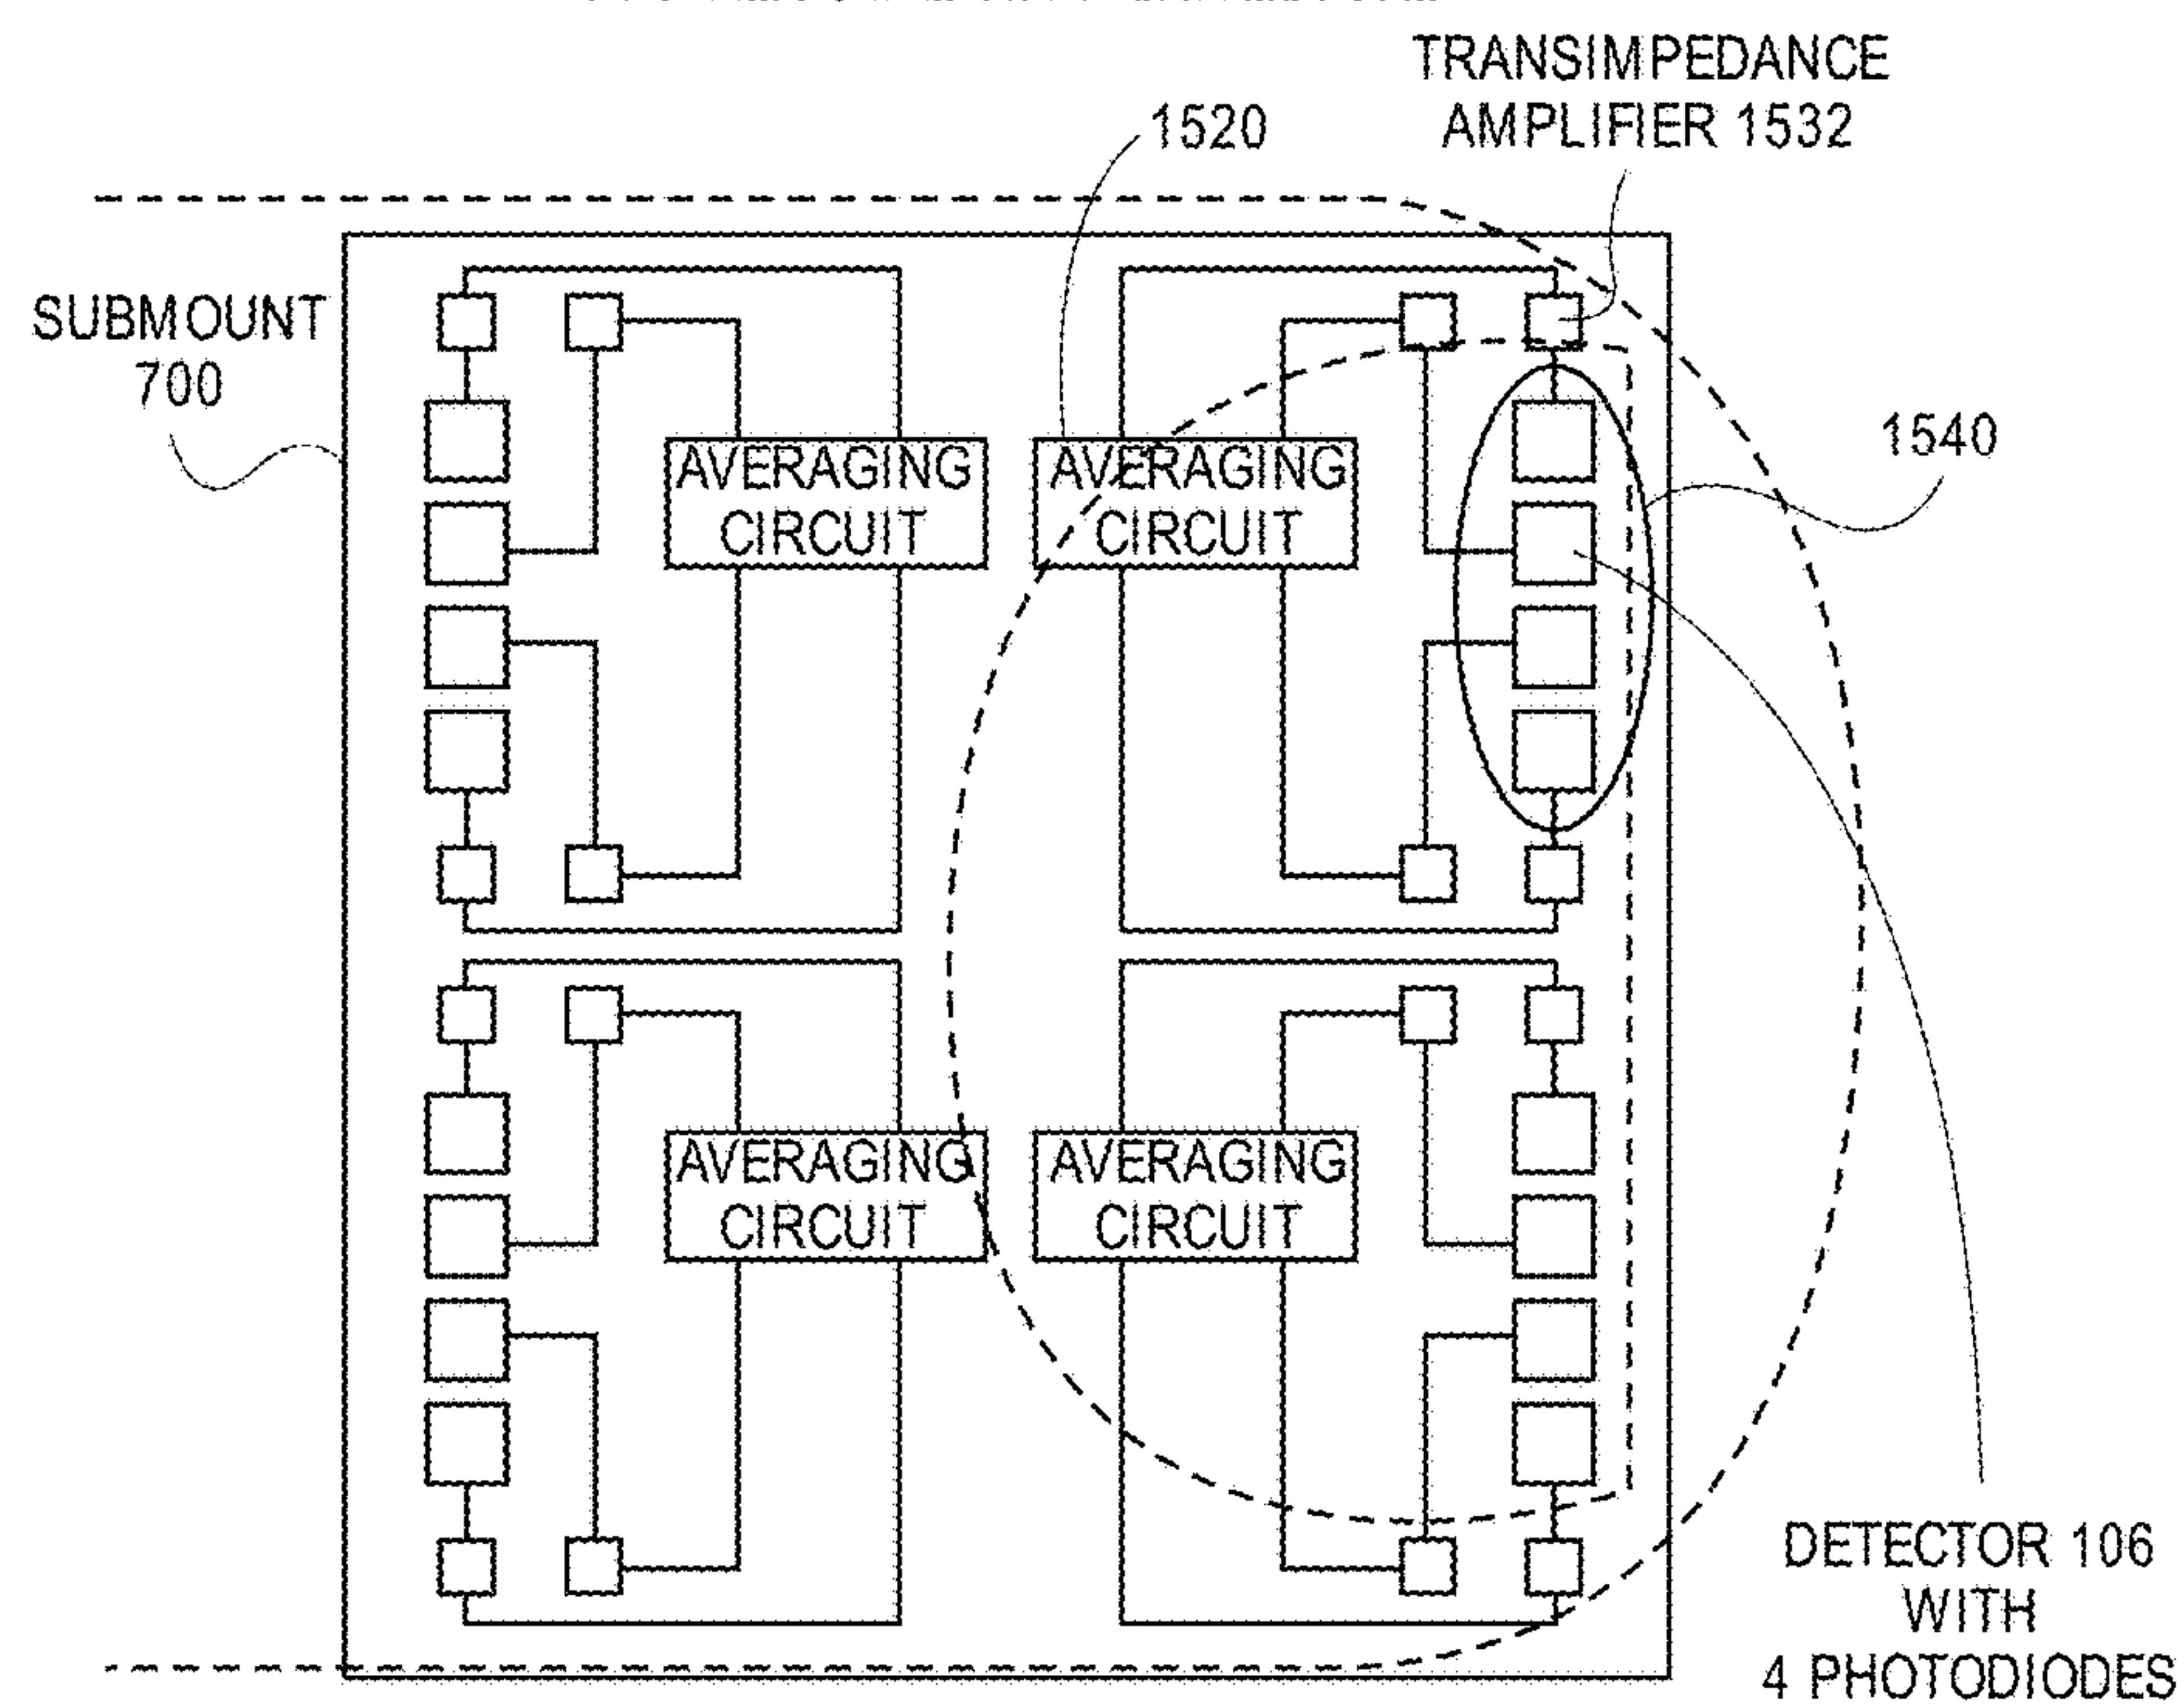 TRANSIMPEDANCE
AMPLIFIER 1532
1520
SUBMOUNT
700
1540
AVERAGING
CIRCUIT
AVERAGING
CIRCUIT
AVERAGING
CIRCUIT
AVERAGING
CIRCUIT
DETECTOR 106
WITH
4 PHOTODIODES